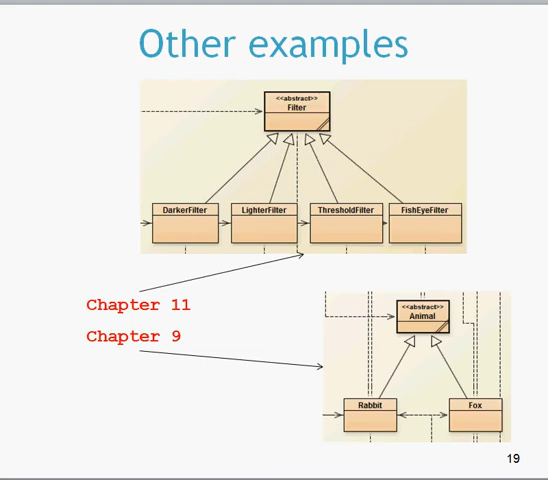 Other examples
<<abstract>>
Filter
DarkerFilter LighterFilter ThresholdFilter FishEyeFilter
Chapter 11
Chapter 9
<<abstract>>
Animal
Rabbit Fox
19